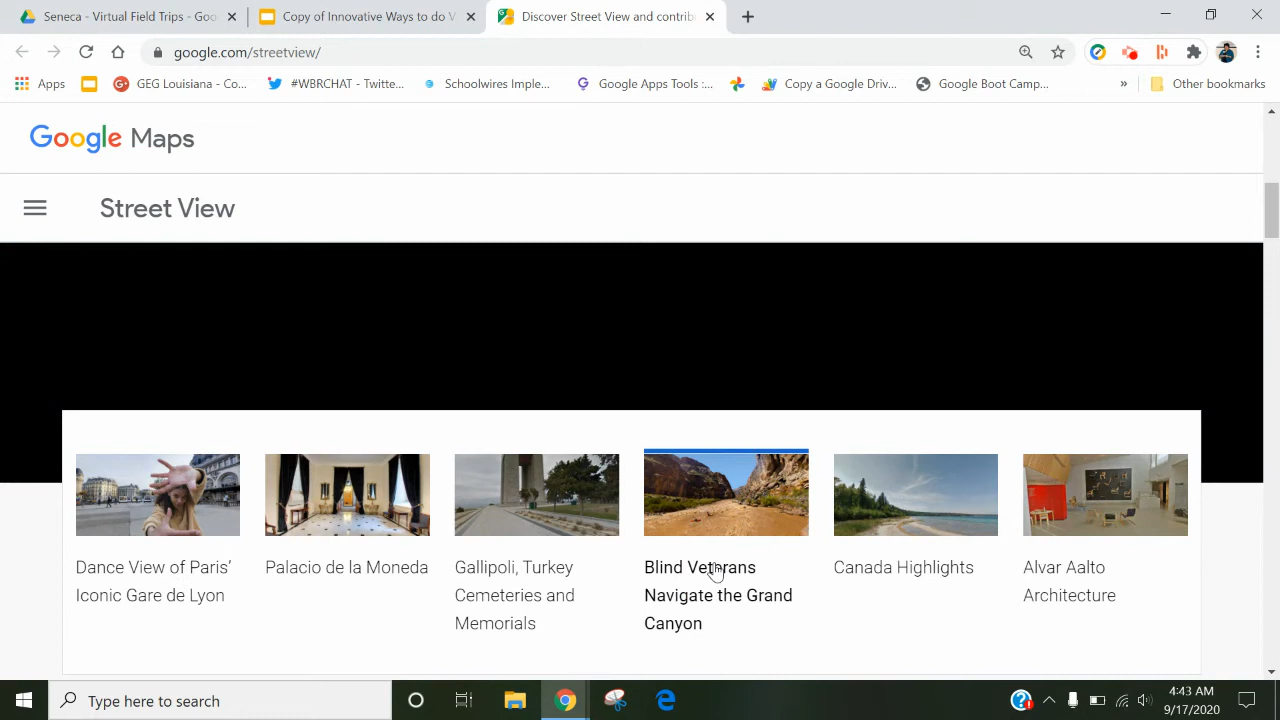 Seneca - Virtual Field Trips - Goo
Copy of Innovative Ways to do V
Discover Street View and contrib
google.com/streetview/
Apps
GEG Louisiana - Co...
#WBRCHAT - Twitte...
Schoolwires Imple...
Google Apps Tools :...
Copy a Google Driv...
Google Boot Camp...
»
Other bookmarks
Google Maps
Street View
Dance View of Paris’
Iconic Gare de Lyon
Palacio de la Moneda
Gallipoli, Turkey
Cemeteries and
Memorials
Blind Veterans
Navigate the Grand
Canyon
Canada Highlights
Alvar Aalto
Architecture
Type here to search
4:43 AM
9/17/2020